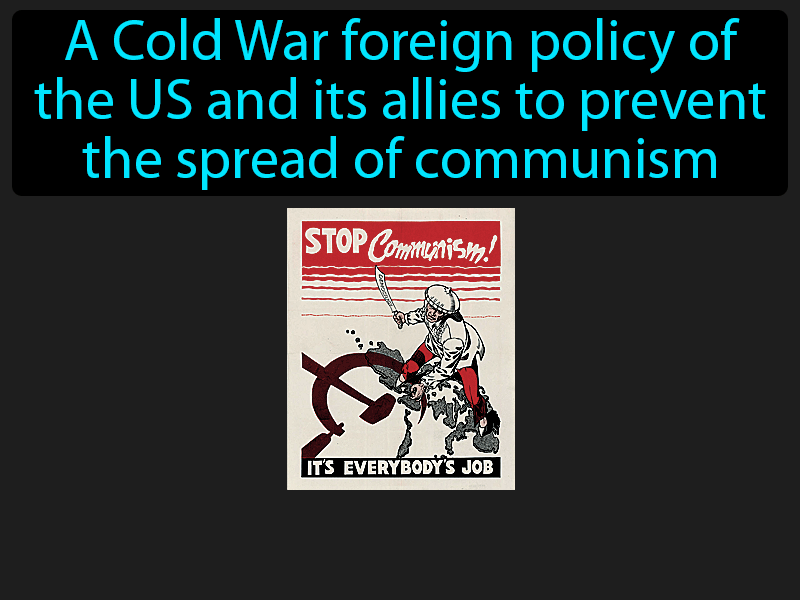 A Cold War foreign policy of
the US and its allies to prevent
the spread of communism
STOP Communism!
IT'S EVERYBODY'S JOB